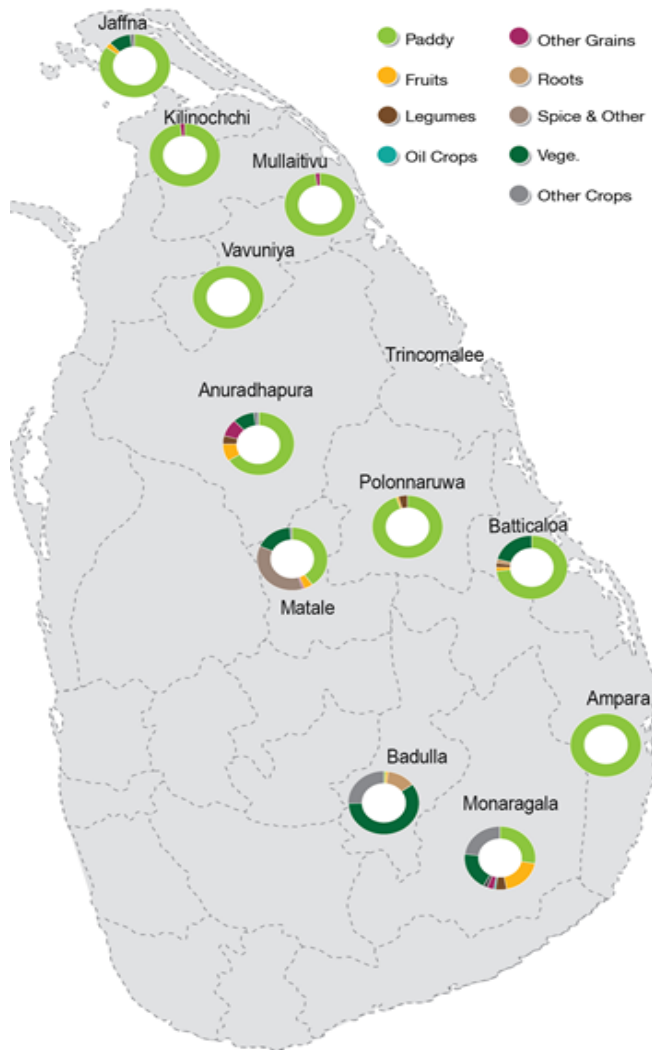 Jaffna
Paddy
Other Grains
Fruits
Roots
Kilinochchi
Legumes
Spice & Other
Mullaitivu
Oil Crops
Vege.
Other Crops
Vavuniya
Trincomalee
Anuradhapura
Polonnaruwa
Batticaloa
Matale
Ampara
Badulla
Monaragala